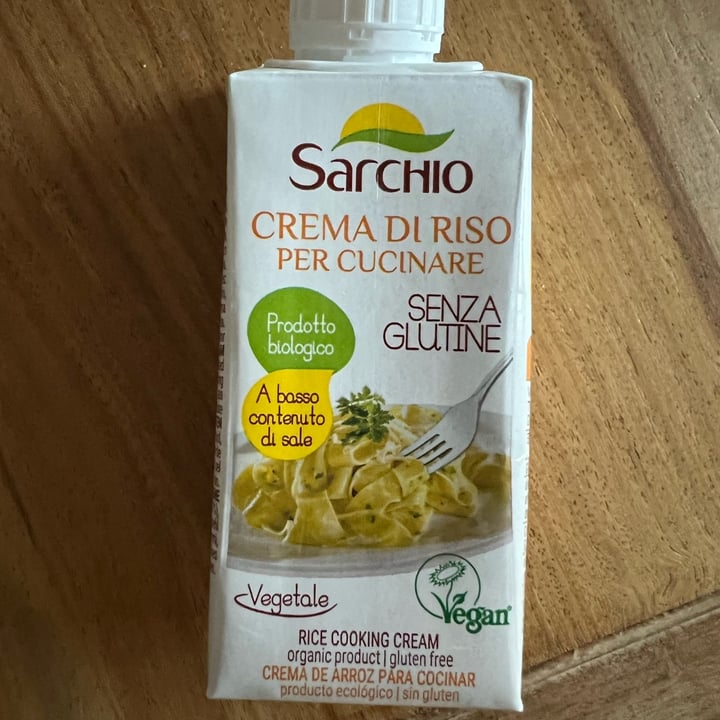 Sarchio
CREMA DI RISO
PER CUCINARE
SENZA
GLUTINE
Prodotto
biologico
A basso
contenuto
di sale
Vegetale
Vegan
RICE COOKING CREAM
organic product | gluten free
CREMA DE ARROZ PARA COCINAR
producto ecológico | sin gluten